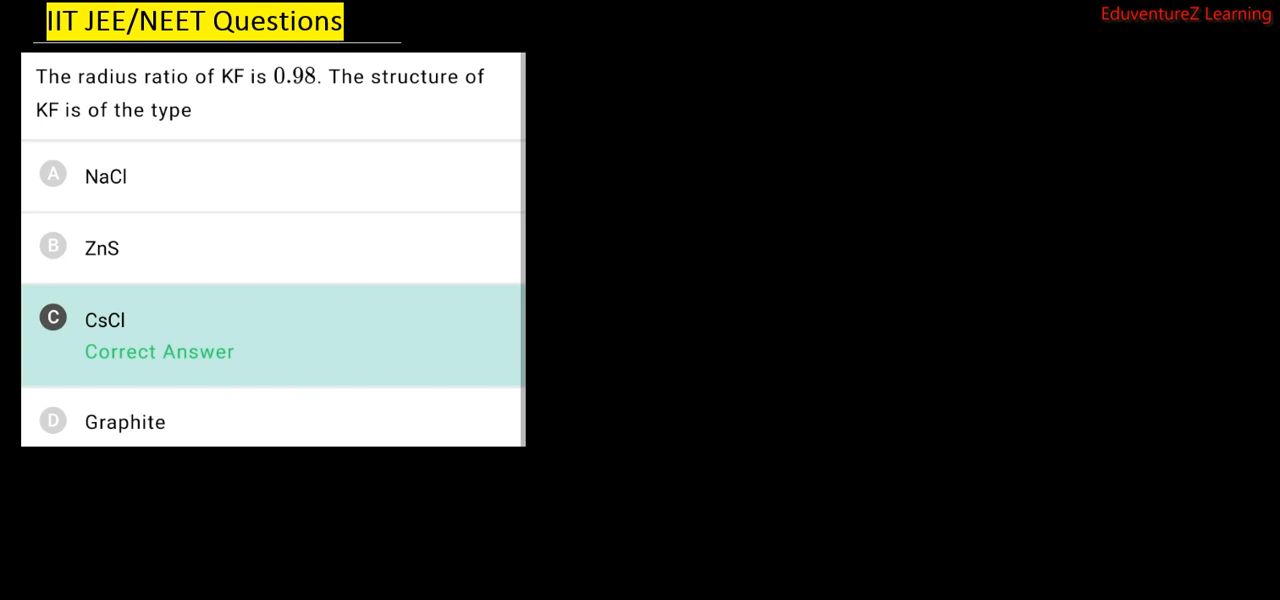 IIT JEE/NEET Questions
EduventureZ Learning
The radius ratio of KF is 0.98. The structure of
KF is of the type
A NaCl
B ZnS
C CsCl
Correct Answer
D Graphite